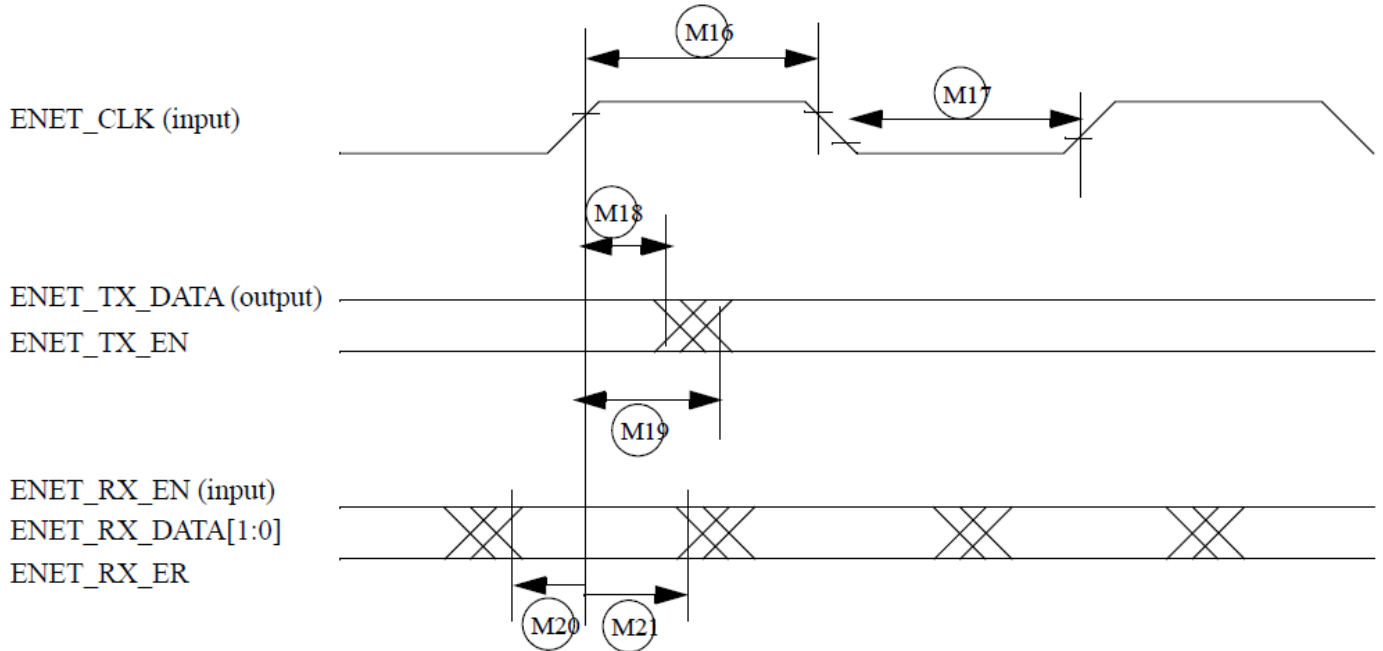 M16
ENET_CLK (input)
M17
M18
ENET_TX_DATA (output)
ENET_TX_EN
M19
ENET_RX_EN (input)
ENET_RX_DATA[1:0]
ENET_RX_ER
M20
M21